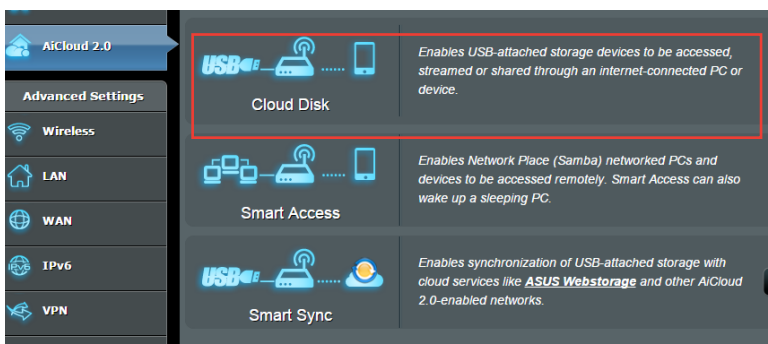 AiCloud 2.0
Advanced Settings
Wireless
LAN
WAN
IPv6
VPN
USB
Cloud Disk
Enables USB-attached storage devices to be accessed,
streamed or shared through an internet-connected PC or
device.
Smart Access
Enables Network Place (Samba) networked PCs and
devices to be accessed remotely. Smart Access can also
wake up a sleeping PC.
USB
Smart Sync
Enables synchronization of USB-attached storage with
cloud services like ASUS Webstorage and other AiCloud
2.0-enabled networks.